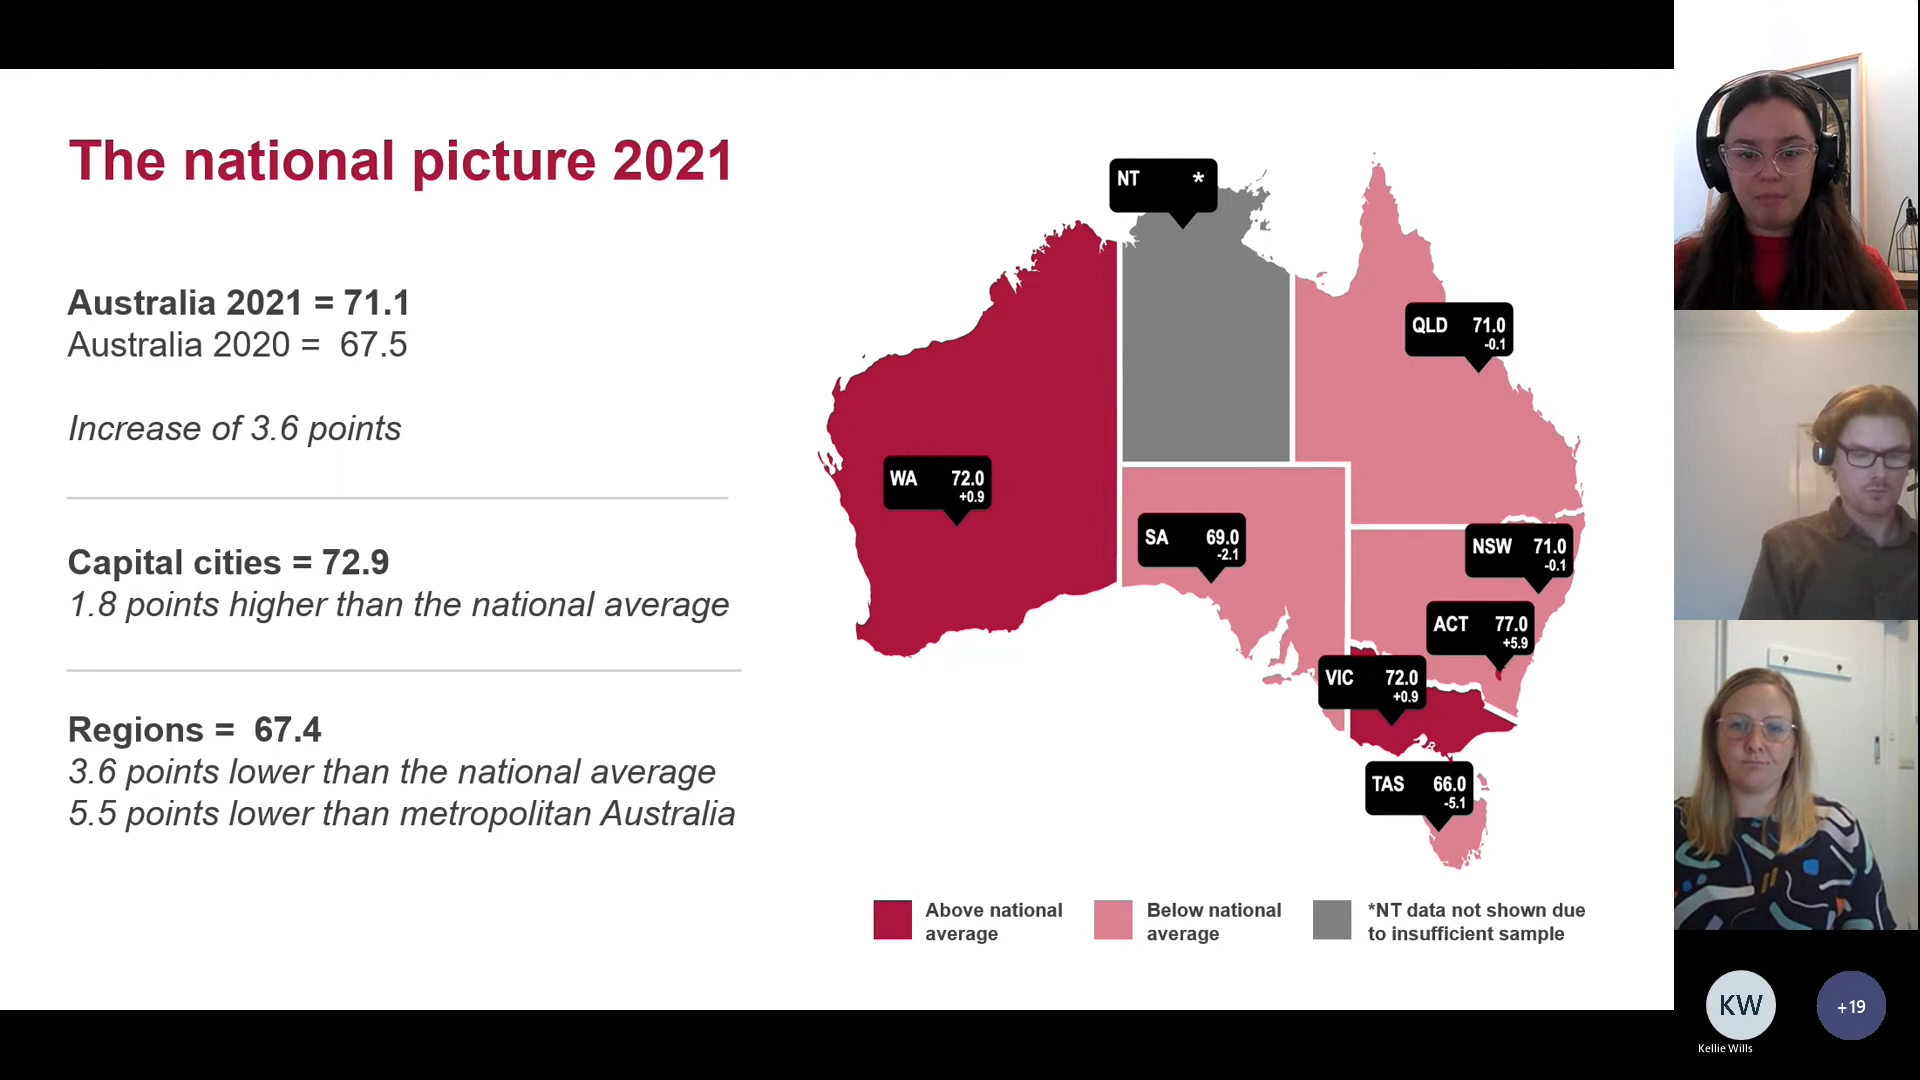 The national picture 2021
Australia 2021 = 71.1
Australia 2020 = 67.5
Increase of 3.6 points
Capital cities = 72.9
1.8 points higher than the national average
Regions = 67.4
3.6 points lower than the national average
5.5 points lower than metropolitan Australia
NT *
QLD 71.0
-0.1
WA 72.0
+0.9
SA 69.0
-2.1
NSW 71.0
-0.1
ACT 77.0
+5.9
VIC 72.0
+0.9
TAS 66.0
-5.1
Above national
average
Below national
average
*NT data not shown due
to insufficient sample
KW
+19
Kellie Wills